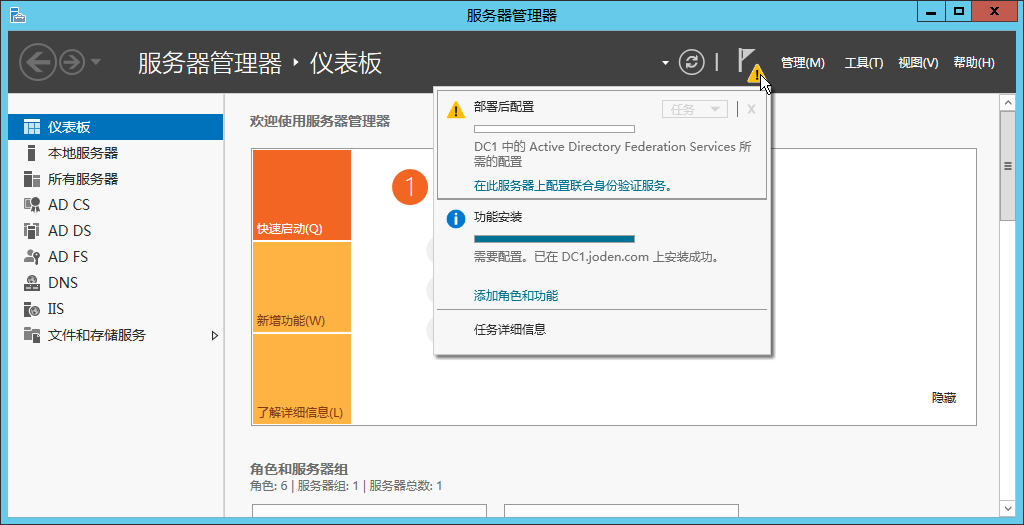 服务器管理器
服务器管理器 · 仪表板
管理(M) 工具(T) 视图(V) 帮助(H)
仪表板
本地服务器
所有服务器
AD CS
AD DS
AD FS
DNS
IIS
文件和存储服务
欢迎使用服务器管理器
快速启动(Q)
新增功能(W)
了解详细信息(L)
1
部署后配置
任务
X
DC1 中的 Active Directory Federation Services 所
需的配置
在此服务器上配置联合身份验证服务。
功能安装
需要配置。已在 DC1.joden.com 上安装成功。
添加角色和功能
任务详细信息
隐藏
角色和服务器组
角色: 6 | 服务器组: 1 | 服务器总数: 1